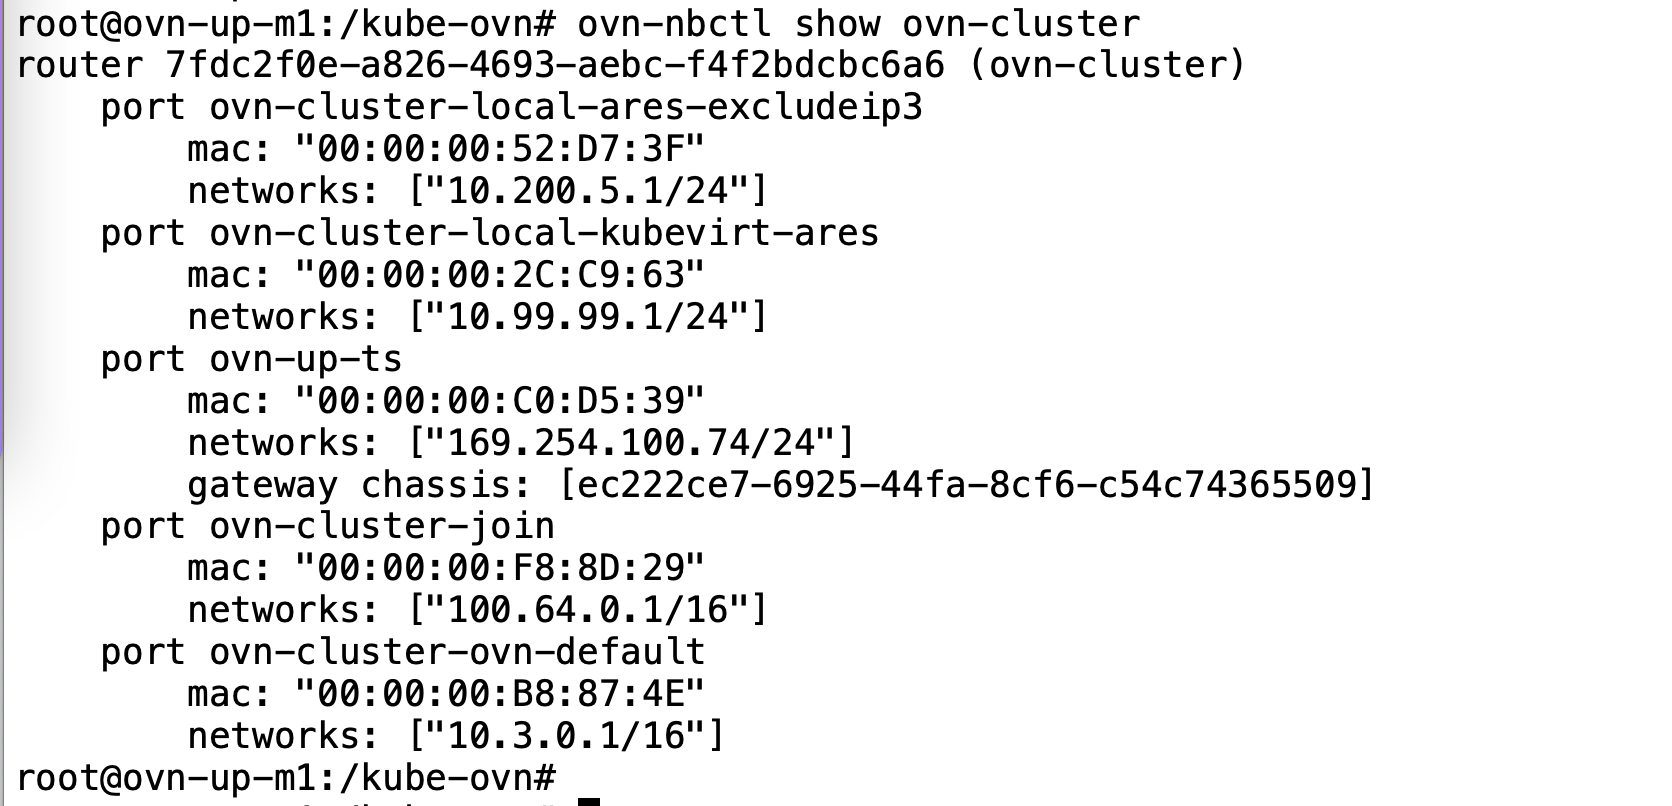 root@ovn-up-m1:/kube-ovn# ovn-nbctl show ovn-cluster
router 7fdc2f0e-a826-4693-aebc-f4f2bdcbc6a6 (ovn-cluster)
    port ovn-cluster-local-ares-excludeip3
        mac: "00:00:00:52:D7:3F"
        networks: ["10.200.5.1/24"]
    port ovn-cluster-local-kubevirt-ares
        mac: "00:00:00:2C:C9:63"
        networks: ["10.99.99.1/24"]
    port ovn-up-ts
        mac: "00:00:00:C0:D5:39"
        networks: ["169.254.100.74/24"]
        gateway chassis: [ec222ce7-6925-44fa-8cf6-c54c74365509]
    port ovn-cluster-join
        mac: "00:00:00:F8:8D:29"
        networks: ["100.64.0.1/16"]
    port ovn-cluster-ovn-default
        mac: "00:00:00:B8:87:4E"
        networks: ["10.3.0.1/16"]
root@ovn-up-m1:/kube-ovn#